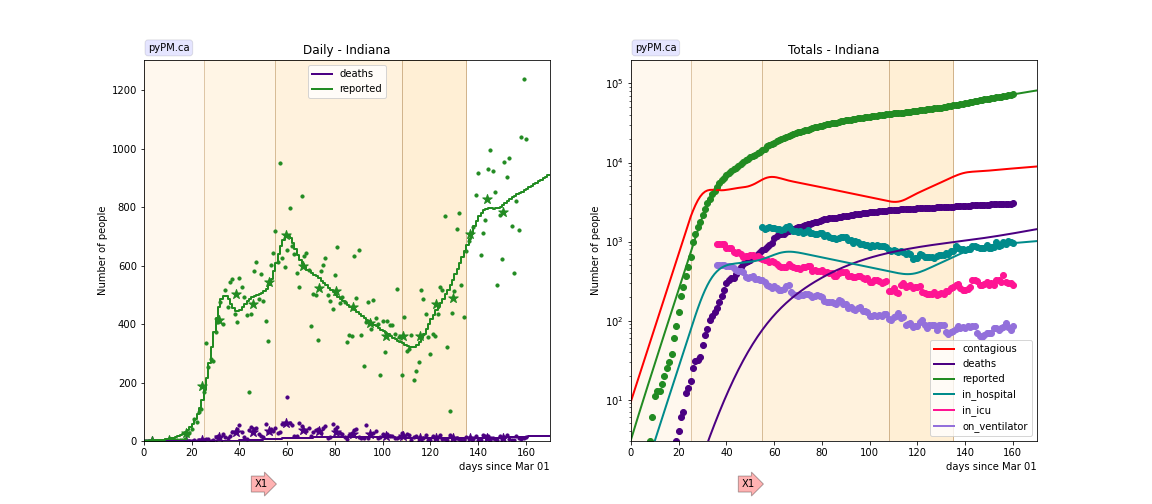 pyPM.ca
Daily - Indiana
deaths
reported
Number of people
0
200
400
600
800
1000
1200
0 20 40 60 80 100 120 140 160
days since Mar 01
X1
pyPM.ca
Totals - Indiana
Number of people
10^1
10^2
10^3
10^4
10^5
contagious
deaths
reported
in_hospital
in_icu
on_ventilator
0 20 40 60 80 100 120 140 160
days since Mar 01
X1